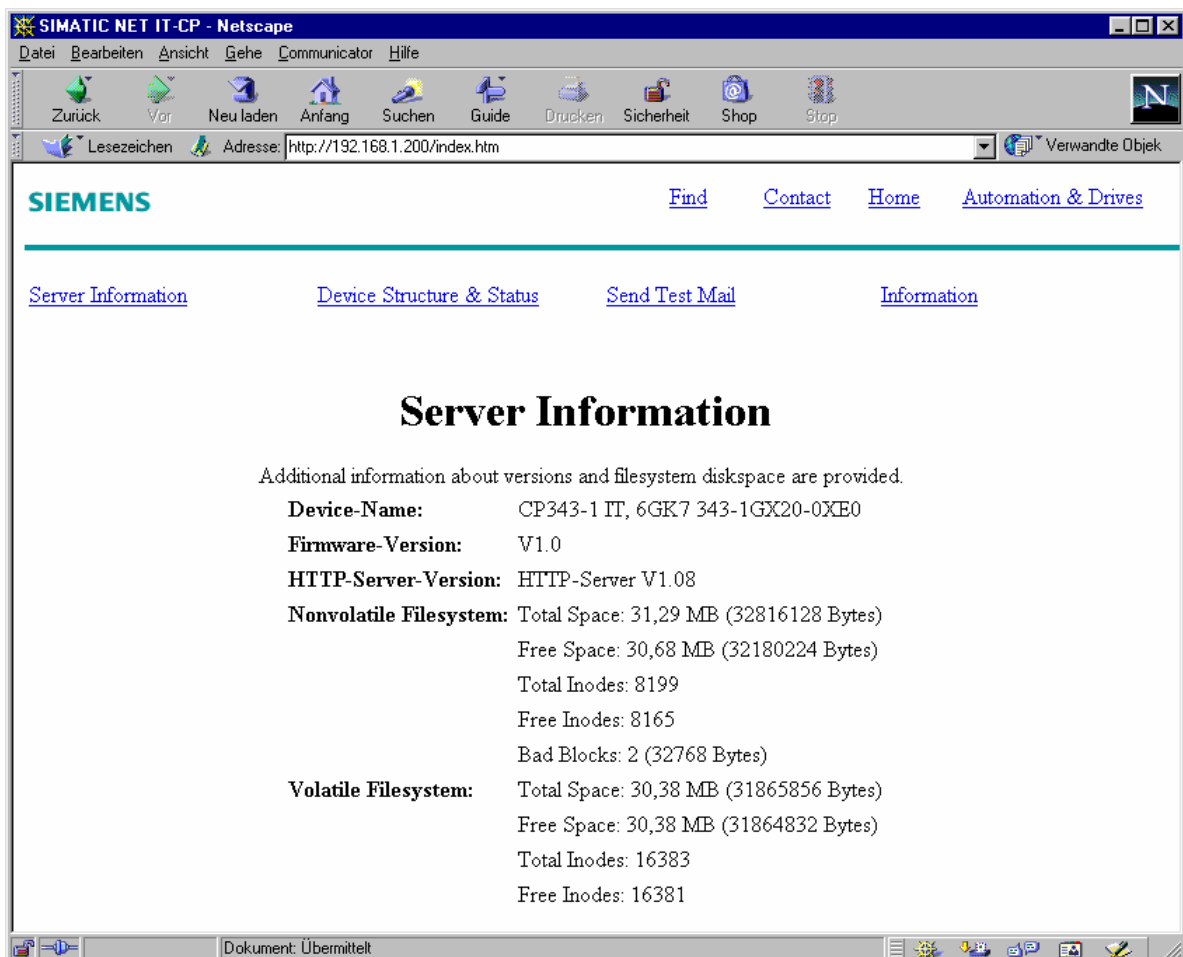 SIMATIC NET IT-CP - Netscape
Datei Bearbeiten Ansicht Gehe Communicator Hilfe
Zurück Vor Neu laden Anfang Suchen Guide Drucken Sicherheit Shop Stop
N
Lesezeichen Adresse: http://192.168.1.200/index.htm Verwandte Objek
SIEMENS Find Contact Home Automation & Drives
Server Information Device Structure & Status Send Test Mail Information
Server Information
Additional information about versions and filesystem diskspace are provided.
Device-Name: CP343-1 IT, 6GK7 343-1GX20-0XE0
Firmware-Version: V1.0
HTTP-Server-Version: HTTP-Server V1.08
Nonvolatile Filesystem: Total Space: 31,29 MB (32816128 Bytes)
Free Space: 30,68 MB (32180224 Bytes)
Total Inodes: 8199
Free Inodes: 8165
Bad Blocks: 2 (32768 Bytes)
Volatile Filesystem: Total Space: 30,38 MB (31865856 Bytes)
Free Space: 30,38 MB (31864832 Bytes)
Total Inodes: 16383
Free Inodes: 16381
Dokument: Übermittelt